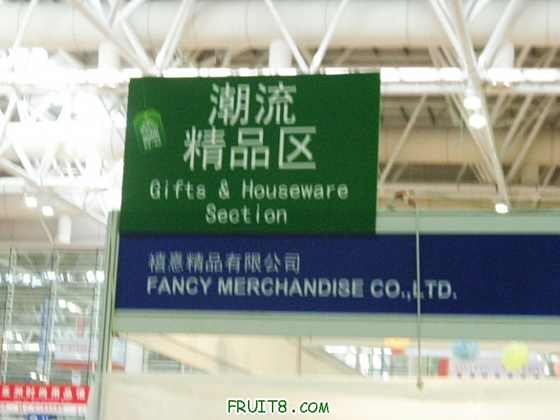 潮流
精品区
Gifts & Houseware
Section
禧意精品有限公司
FANCY MERCHANDISE CO.,LTD.
FRUIT8.COM